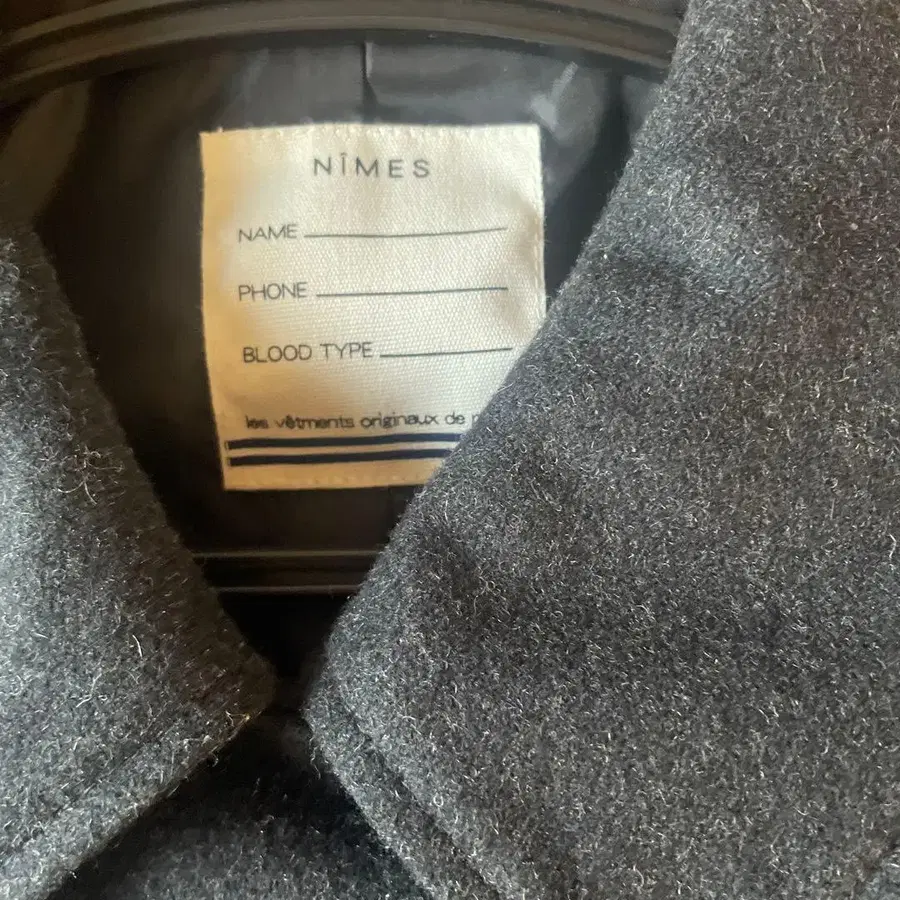 NÎMES
NAME
PHONE
BLOOD TYPE
les vêtments originaux de